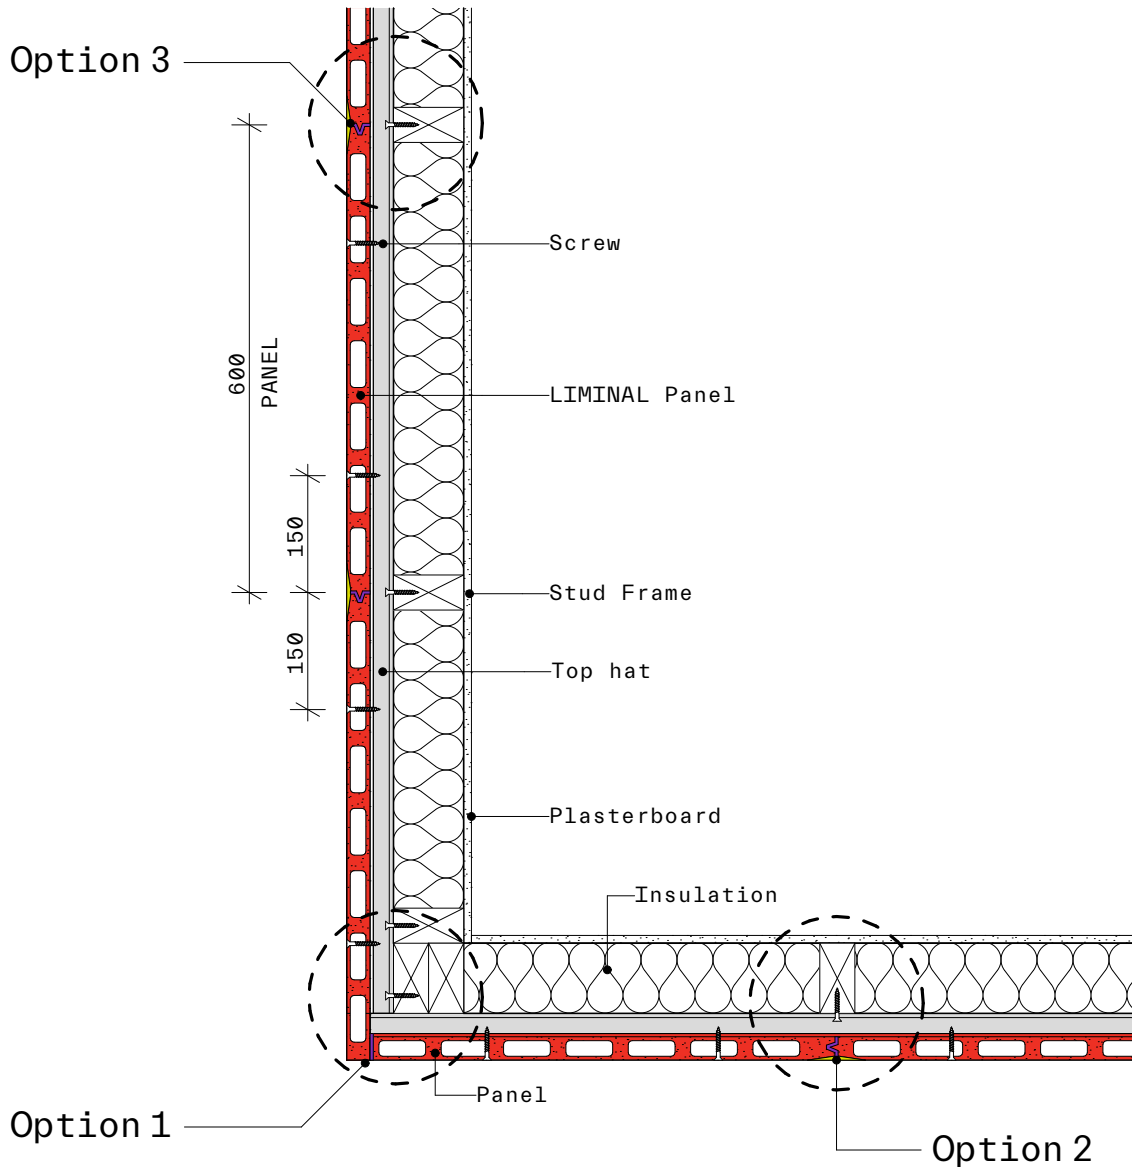 Option 3
Screw
600
PANEL
LIMINAL Panel
150
Stud Frame
150
Top hat
Plasterboard
Insulation
Panel
Option 1
Option 2